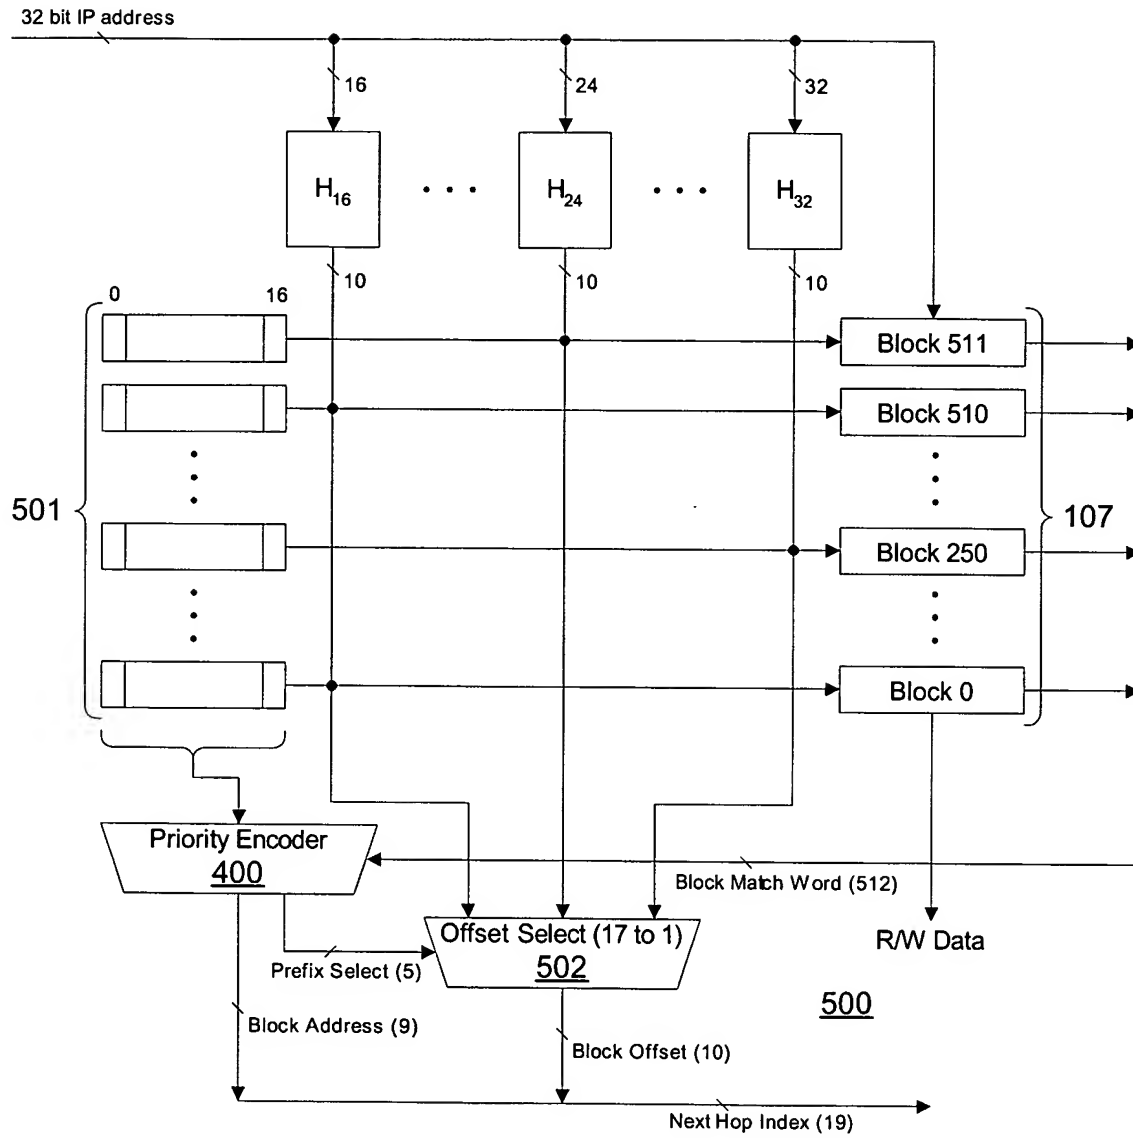 32 bit IP address
16
24
32
H16
H24
H32
10
10
10
0
16
Block 511
Block 510
501
107
Block 250
Block 0
Priority Encoder
400
Block Match Word (512)
Offset Select (17 to 1)
502
R/W Data
Prefix Select (5)
500
Block Address (9)
Block Offset (10)
Next Hop Index (19)